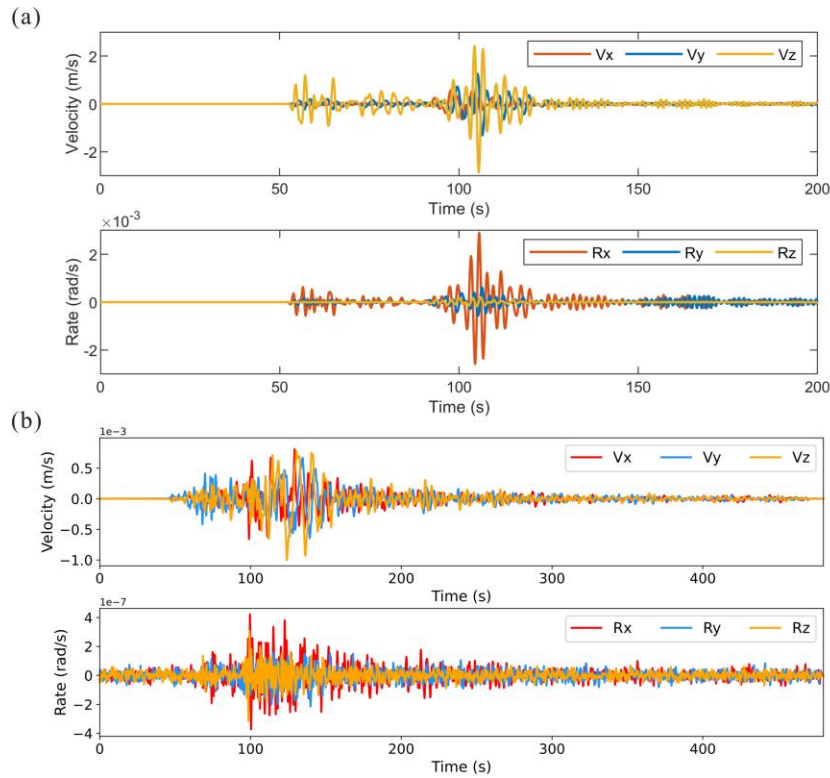 (a)
2
0
-2
Velocity (m/s)
Vx Vy Vz
0 50 100 150 200
Time (s)
×10⁻³
2
0
-2
Rate (rad/s)
Rx Ry Rz
0 50 100 150 200
Time (s)
(b)
1e-3
0.5
0.0
−0.5
−1.0
Velocity (m/s)
Vx Vy Vz
0 100 200 300 400
Time (s)
1e-7
4
2
0
−2
−4
Rate (rad/s)
Rx Ry Rz
0 100 200 300 400
Time (s)